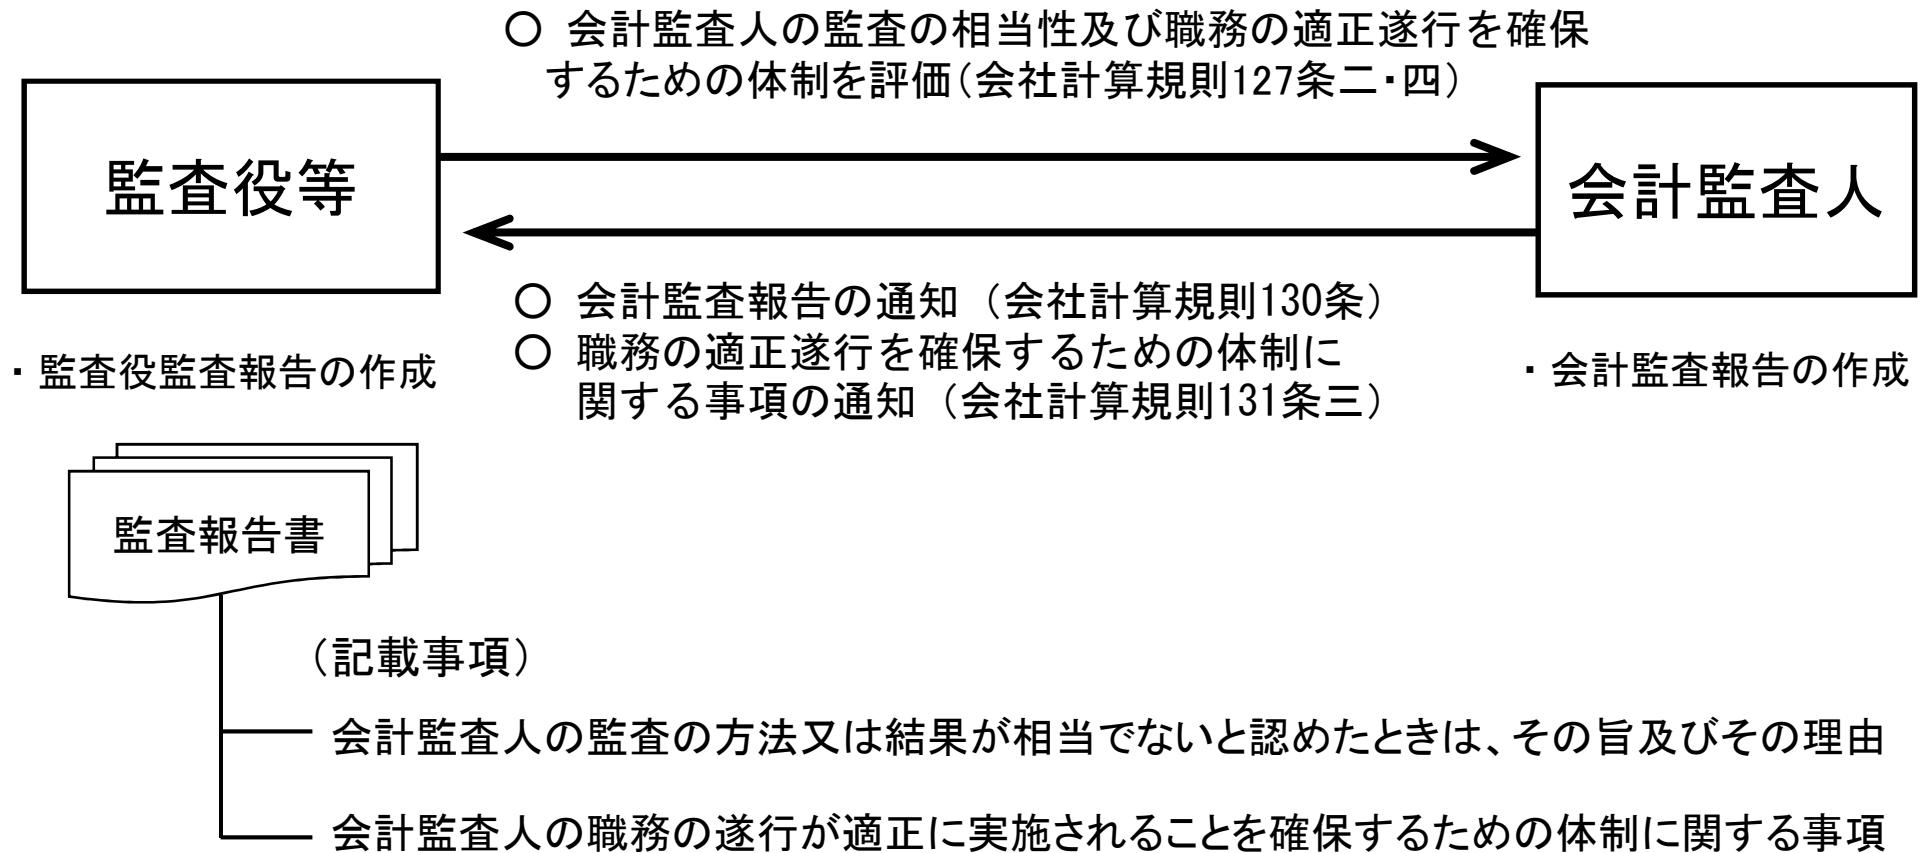 ○ 会計監査人の監査の相当性及び職務の適正遂行を確保
するための体制を評価(会社計算規則127条二・四)
監査役等
会計監査人
○ 会計監査報告の通知 (会社計算規則130条)
○ 職務の適正遂行を確保するための体制に
関する事項の通知 (会社計算規則131条三)
・監査役監査報告の作成
・会計監査報告の作成
監査報告書
(記載事項)
会計監査人の監査の方法又は結果が相当でないと認めたときは、その旨及びその理由
会計監査人の職務の遂行が適正に実施されることを確保するための体制に関する事項